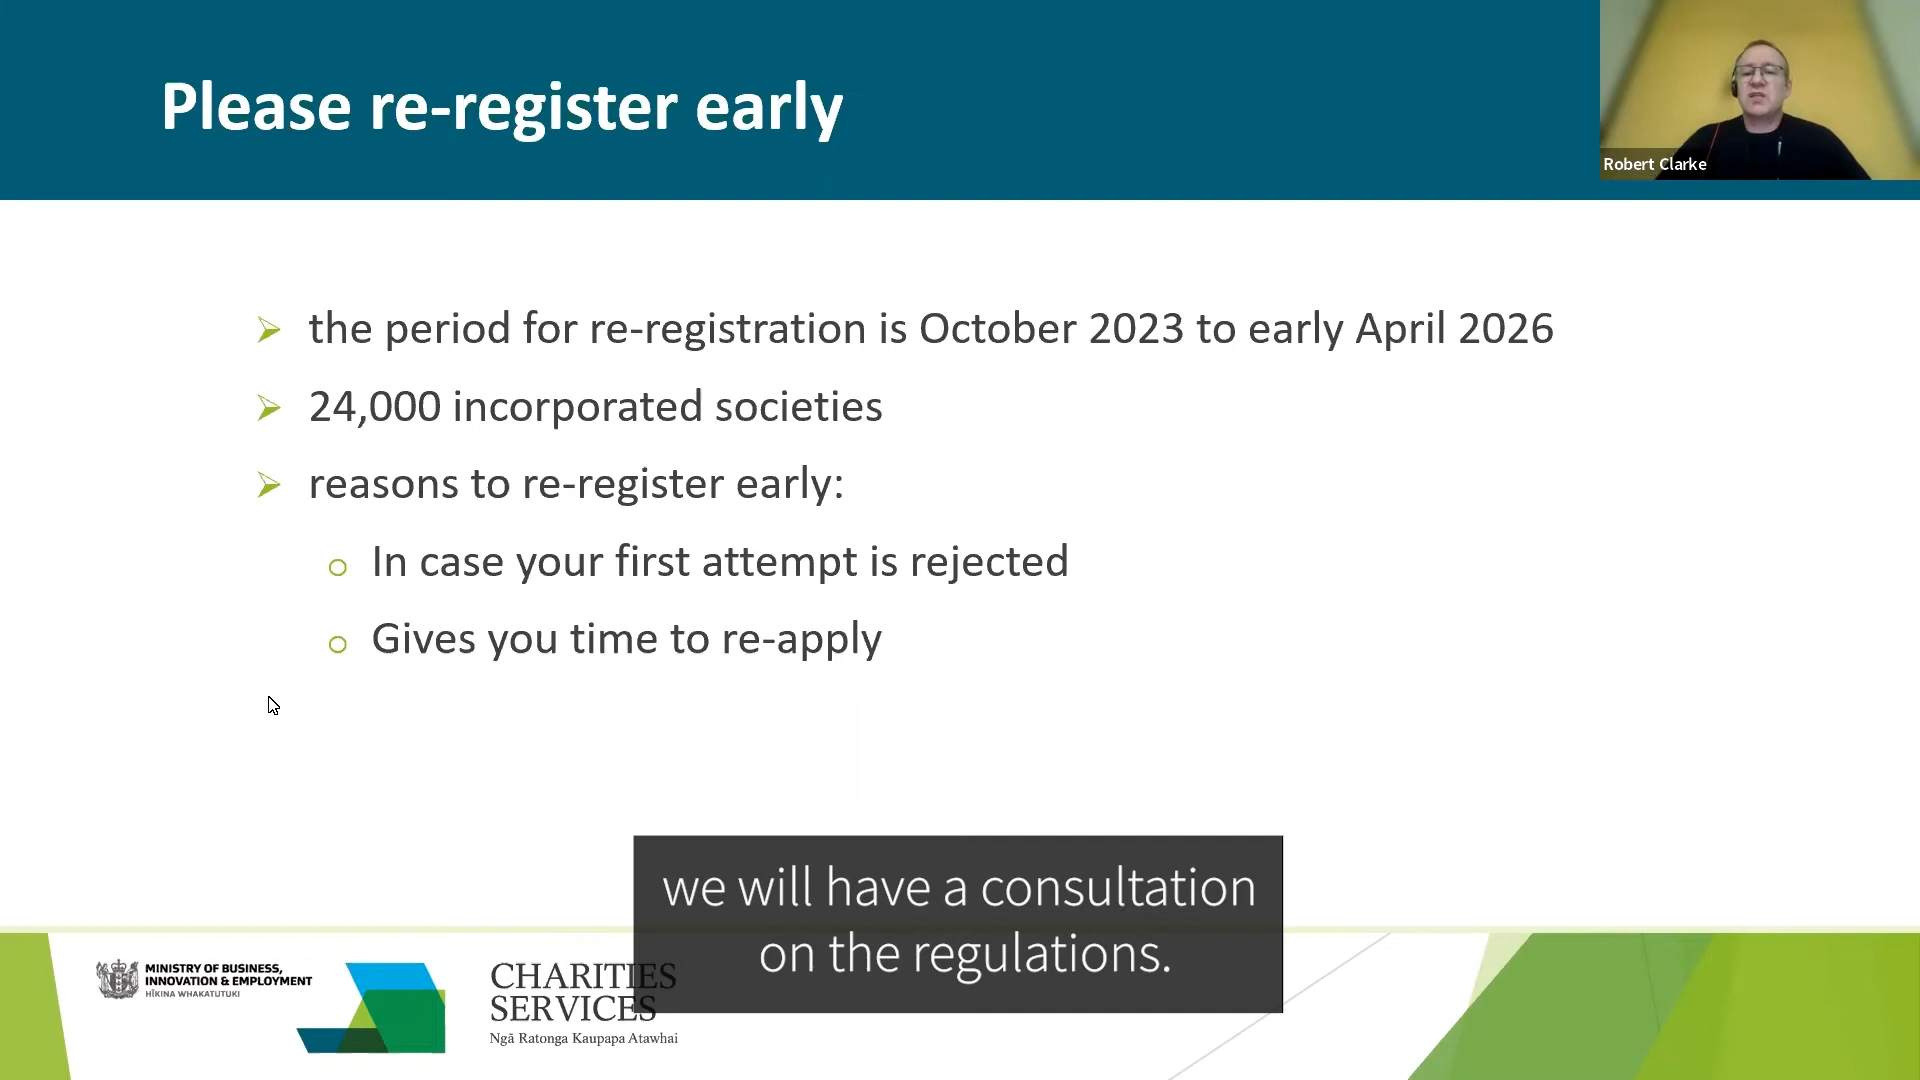 Please re-register early
Robert Clarke
the period for re-registration is October 2023 to early April 2026
24,000 incorporated societies
reasons to re-register early:
In case your first attempt is rejected
Gives you time to re-apply
we will have a consultation
on the regulations.
MINISTRY OF BUSINESS,
INNOVATION & EMPLOYMENT
HĪKINA WHAKATUTUKI
CHARITIES
SERVICES
Ngā Ratonga Kaupapa Atawhai